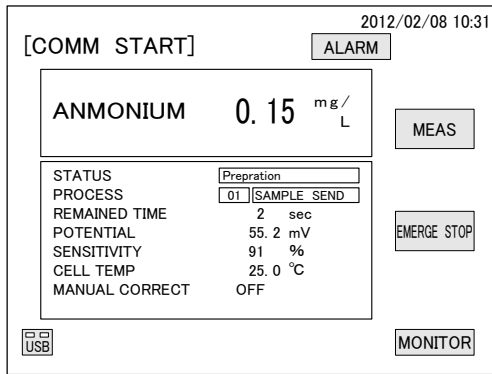 2012/02/08 10:31
[COMM START]
ALARM
ANMONIUM 0.15 mg/L
MEAS
STATUS Prepration
PROCESS 01 SAMPLE SEND
REMAINED TIME 2 sec
POTENTIAL 55.2 mV
SENSITIVITY 91 %
CELL TEMP 25.0 ℃
MANUAL CORRECT OFF
EMERGE STOP
USB
MONITOR